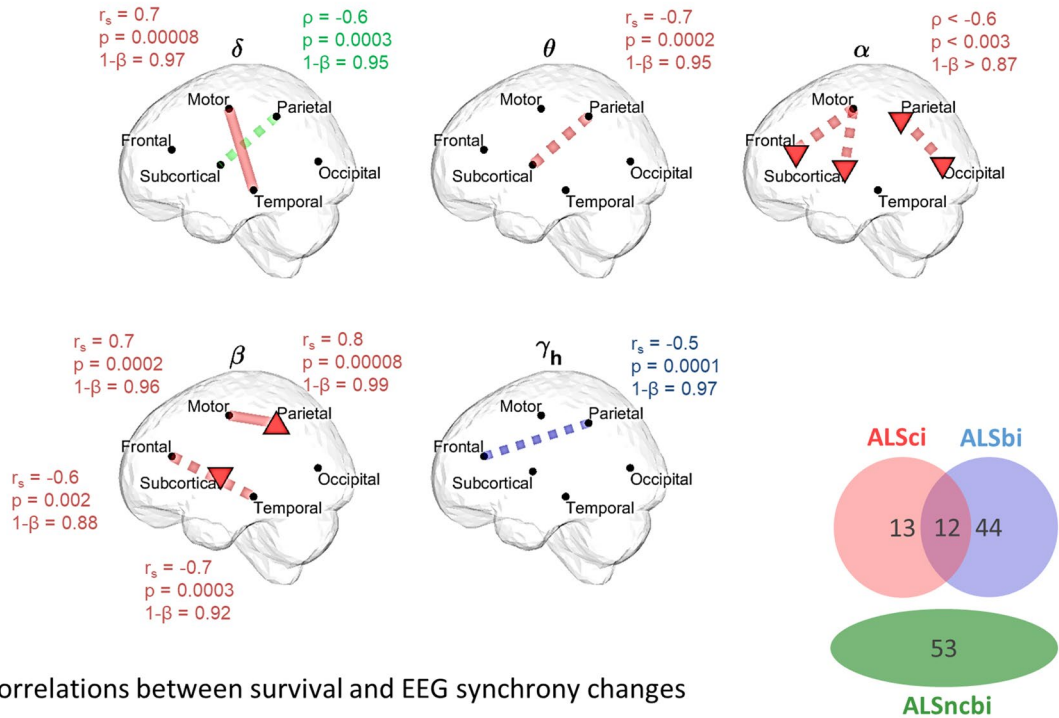 rₛ = 0.7
p = 0.00008
1-β = 0.97
δ
ρ = -0.6
p = 0.0003
1-β = 0.95
Motor
Parietal
Frontal
Subcortical
Occipital
Temporal
θ
rₛ = -0.7
p = 0.0002
1-β = 0.95
Motor
Parietal
Frontal
Subcortical
Occipital
Temporal
α
ρ < -0.6
p < 0.003
1-β > 0.87
Motor
Parietal
Frontal
Subcortical
Occipital
Temporal
rₛ = 0.7
p = 0.0002
1-β = 0.96
β
rₛ = 0.8
p = 0.00008
1-β = 0.99
Motor
Parietal
Frontal
Subcortical
Occipital
Temporal
rₛ = -0.6
p = 0.002
1-β = 0.88
rₛ = -0.7
p = 0.0003
1-β = 0.92
γₕ
rₛ = -0.5
p = 0.0001
1-β = 0.97
Motor
Parietal
Frontal
Subcortical
Occipital
Temporal
ALSci ALSbi
13 12 44
53
ALSncbi
orrelations between survival and EEG synchrony changes